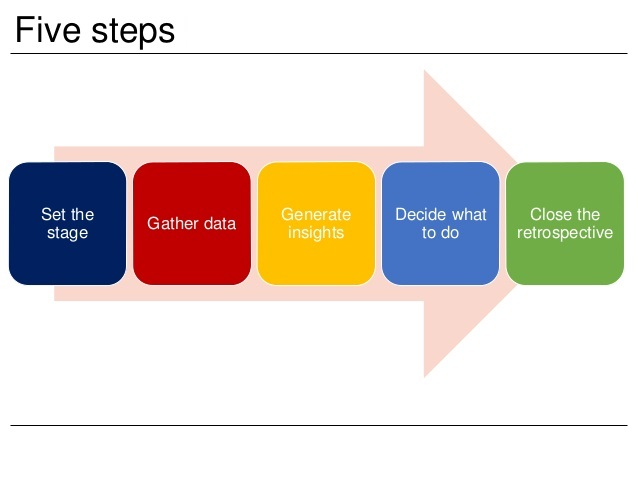 Five steps
Set the
stage
Gather data
Generate
insights
Decide what
to do
Close the
retrospective